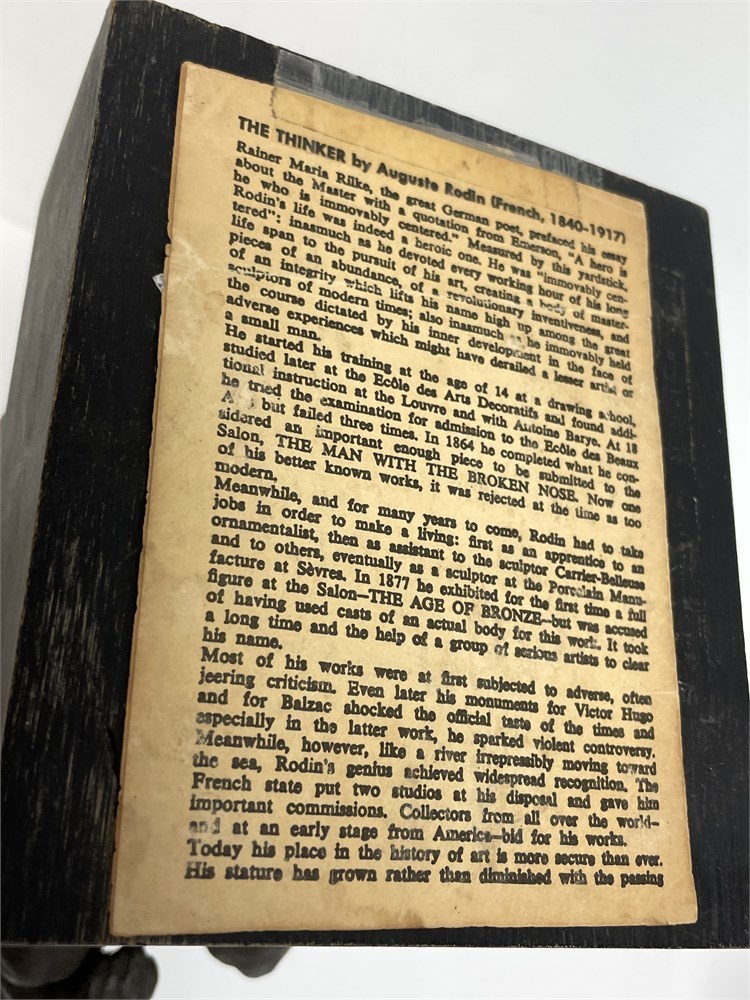 THE THINKER by Auguste Rodin (French, 1840-1917)
Rainer Maria Rilke, the great German poet, prefaced his essay
about the Master with a quotation from Emerson, "A hero is
he who is immovably centered." Measured by this yardstick,
Rodin's life was indeed a heroic one. He was "immovably cen-
tered": inasmuch as he devoted every working hour of his long
life span to the pursuit of his art, creating a body of master-
pieces of an abundance, of a revolutionary inventiveness, and
of an integrity which lifts his name high up among the great
sculptors of modern times; also inasmuch as he immovably held
the course dictated by his inner development in the face of
adverse experiences which might have derailed a lesser artist or
a small man.
He started his training at the age of 14 at a drawing school,
studied later at the Ecôle des Arts Decoratifs and found addi-
tional instruction at the Louvre and with Antoine Barye. At 18
he tried the examination for admission to the Ecôle des Beaux
but failed three times. In 1864 he completed what he con-
sidered an important enough piece to be submitted to the
Salon, THE MAN WITH THE BROKEN NOSE. Now one
of his better known works, it was rejected at the time as too
modern.
Meanwhile, and for many years to come, Rodin had to take
jobs in order to make a living: first as an apprentice to an
ornamentalist, then as assistant to the sculptor Carrier-Belleuse
and to others, eventually as a sculptor at the Porcelain Manu-
facture at Sèvres. In 1877 he exhibited for the first time a full
figure at the Salon—THE AGE OF BRONZE—but was accused
of having used casts of an actual body for this work. It took
a long time and the help of a group of serious artists to clear
his name.
Most of his works were at first subjected to adverse, often
jeering criticism. Even later his monuments for Victor Hugo
and for Balzac shocked the official taste of the times and
especially in the latter work, he sparked violent controversy.
Meanwhile, however, like a river irrepressibly moving toward
the sea, Rodin's genius achieved widespread recognition. The
French state put two studios at his disposal and gave him
important commissions. Collectors from all over the world—
and at an early stage from America—bid for his works.
Today his place in the history of art is more secure than ever.
His stature has grown rather than diminished with the passing